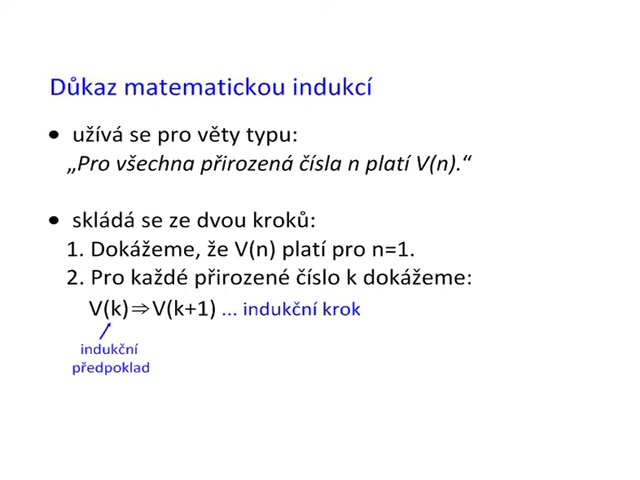 Důkaz matematickou indukcí
• užívá se pro věty typu:
„Pro všechna přirozená čísla n platí V(n).“
• skládá se ze dvou kroků:
1. Dokážeme, že V(n) platí pro n=1.
2. Pro každé přirozené číslo k dokážeme:
V(k)⇒V(k+1) ... indukční krok
indukční
předpoklad